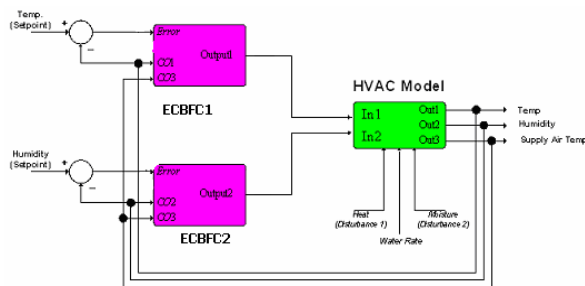 Temp.
(Setpoint)
+
−
Error
CO1
CO3
Output1
ECBFC1
HVAC Model
In1
In2
Out1
Out2
Out3
Temp
Humidity
Supply Air Temp
Humidity
(Setpoint)
+
−
Error
CO2
CO3
Output2
ECBFC2
Heat
(Disturbance 1)
Water Rate
Moisture
(Disturbance 2)